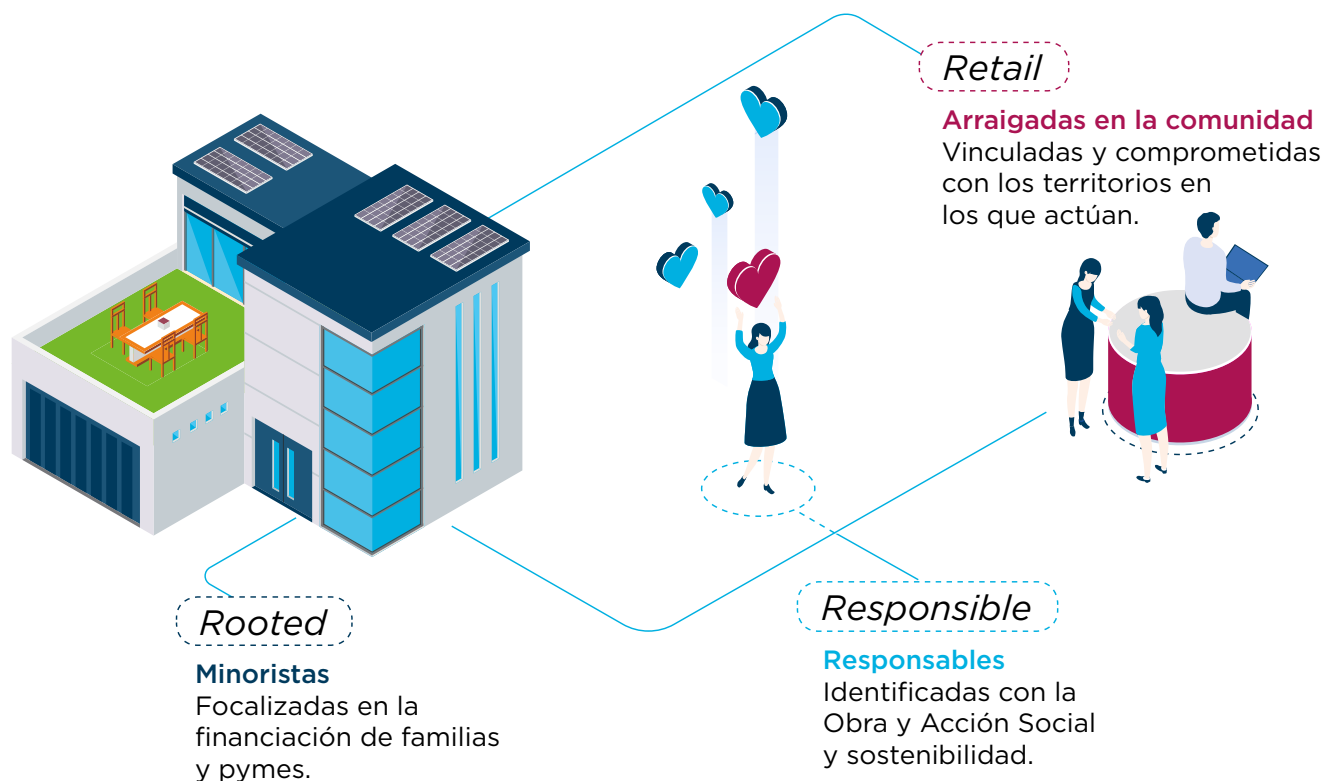 Retail
Arraigadas en la comunidad
Vinculadas y comprometidas
con los territorios en
los que actúan.
Rooted
Minoristas
Focalizadas en la
financiación de familias
y pymes.
Responsible
Responsables
Identificadas con la
Obra y Acción Social
y sostenibilidad.